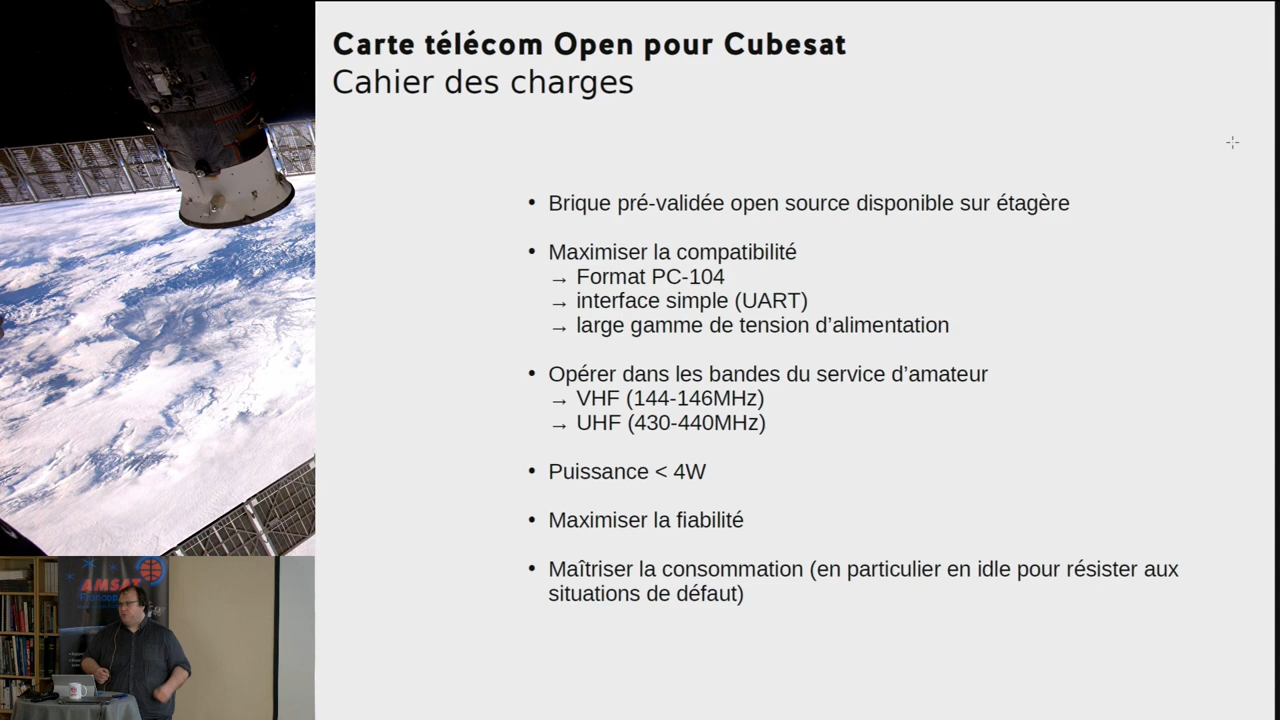 Carte télécom Open pour Cubesat
Cahier des charges
• Brique pré-validée open source disponible sur étagère
• Maximiser la compatibilité
→ Format PC-104
→ interface simple (UART)
→ large gamme de tension d’alimentation
• Opérer dans les bandes du service d’amateur
→ VHF (144-146MHz)
→ UHF (430-440MHz)
• Puissance < 4W
• Maximiser la fiabilité
• Maîtriser la consommation (en particulier en idle pour résister aux
situations de défaut)
AMSAT